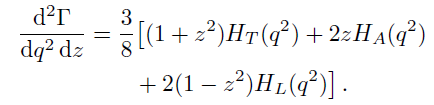 d²Γ/dq² dz = 3/8 [(1 + z²)H_T(q²) + 2zH_A(q²)
+ 2(1 − z²)H_L(q²)] .